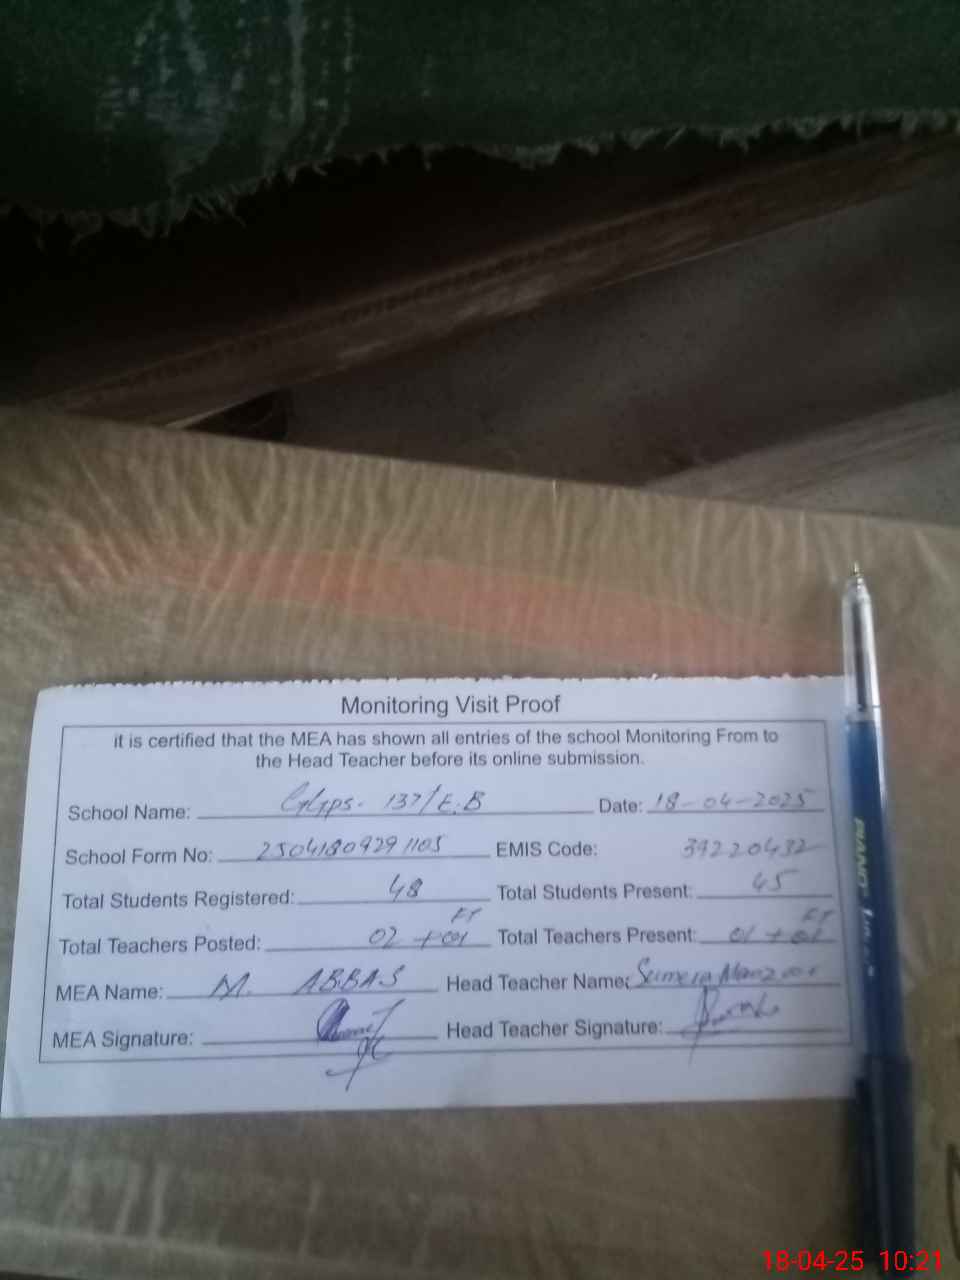 Monitoring Visit Proof
it is certified that the MEA has shown all entries of the school Monitoring From to
the Head Teacher before its online submission.
School Name: GGPS. 137/E.B Date: 18-04-2025
School Form No: 25041809291105 EMIS Code: 39220432
Total Students Registered: 48 Total Students Present: 45
Total Teachers Posted: 02 + 01 FT Total Teachers Present: 01 + 01 FT
MEA Name: M. ABBAS Head Teacher Name: Sumera Manzoor
MEA Signature: Head Teacher Signature:
PIANO
18-04-25 10:21